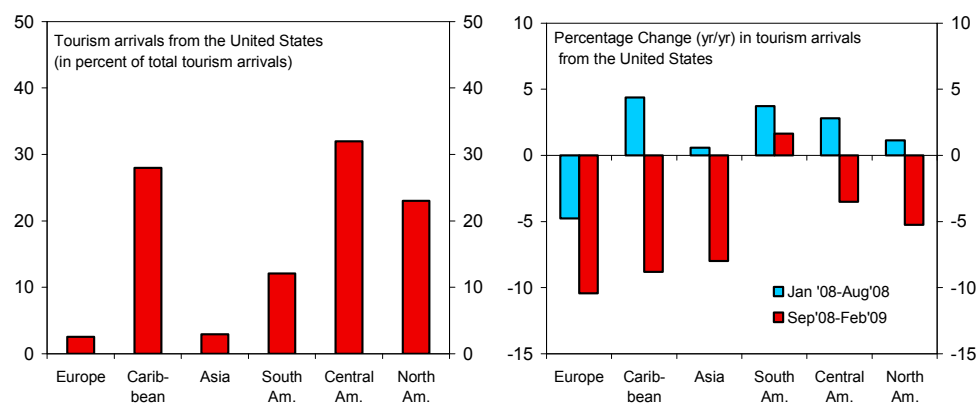 Tourism arrivals from the United States
(in percent of total tourism arrivals)
50
40
30
20
10
0
50
40
30
20
10
0
Europe
Carib-
bean
Asia
South
Am.
Central
Am.
North
Am.
Percentage Change (yr/yr) in tourism arrivals
from the United States
10
5
0
-5
-10
-15
10
5
0
-5
-10
-15
Jan '08-Aug'08
Sep'08-Feb'09
Europe
Carib-
bean
Asia
South
Am.
Central
Am.
North
Am.